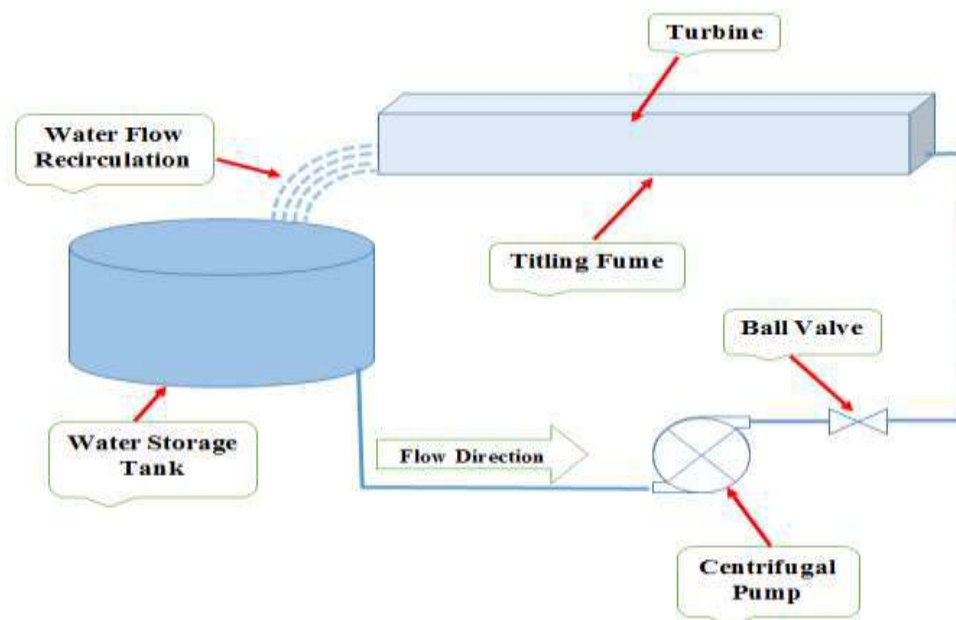 Turbine
Water Flow
Recirculation
Titling Fume
Ball Valve
Water Storage
Tank
Flow Direction
Centrifugal
Pump